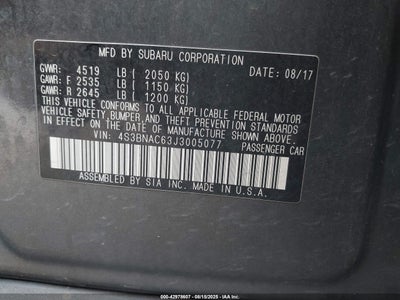 MFD BY SUBARU CORPORATION
GVWR: 4519 LB ( 2050 KG) DATE: 08/17
GAWR: F 2535 LB ( 1150 KG)
GAWR: R 2645 LB ( 1200 KG)
THIS VEHICLE CONFORMS TO ALL APPLICABLE FEDERAL MOTOR
VEHICLE SAFETY, BUMPER, AND THEFT PREVENTION
STANDARDS IN EFFECT ON THE DATE OF MANUFACTURE SHOWN ABOVE.
VIN: 4S3BNAC63J3005077 PASSENGER CAR
ASSEMBLED BY SIA INC. MADE IN U.S.A.
000-42978607 - 08/15/2025 - IAA Inc.